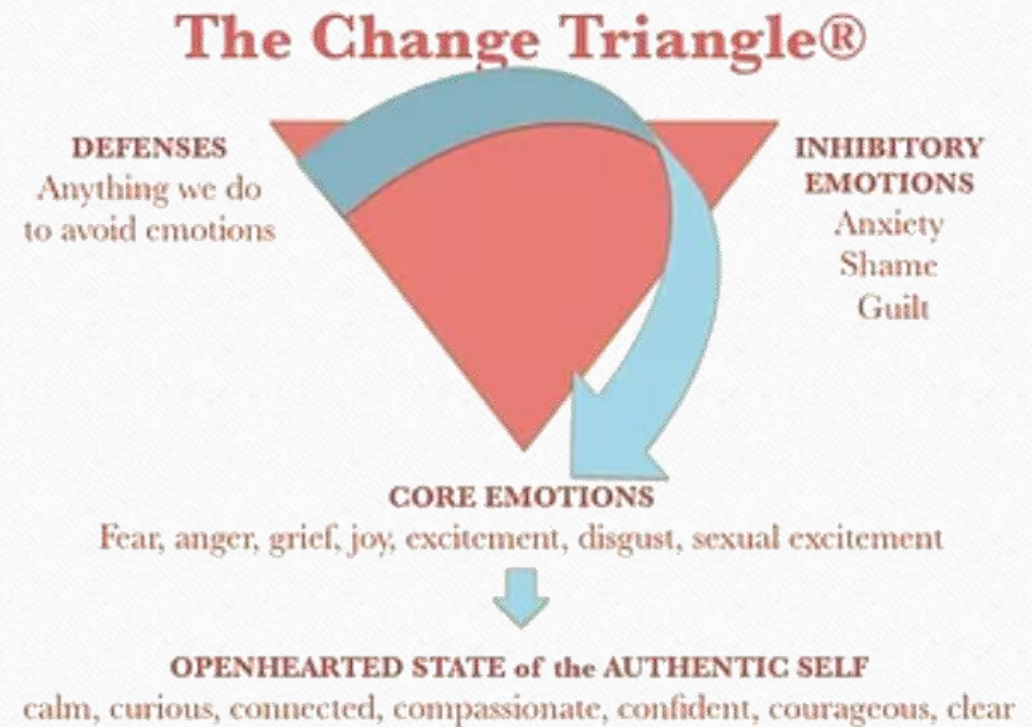 The Change Triangle®
DEFENSES
Anything we do
to avoid emotions
INHIBITORY
EMOTIONS
Anxiety
Shame
Guilt
CORE EMOTIONS
Fear, anger, grief, joy, excitement, disgust, sexual excitement
OPENHEARTED STATE of the AUTHENTIC SELF
calm, curious, connected, compassionate, confident, courageous, clear